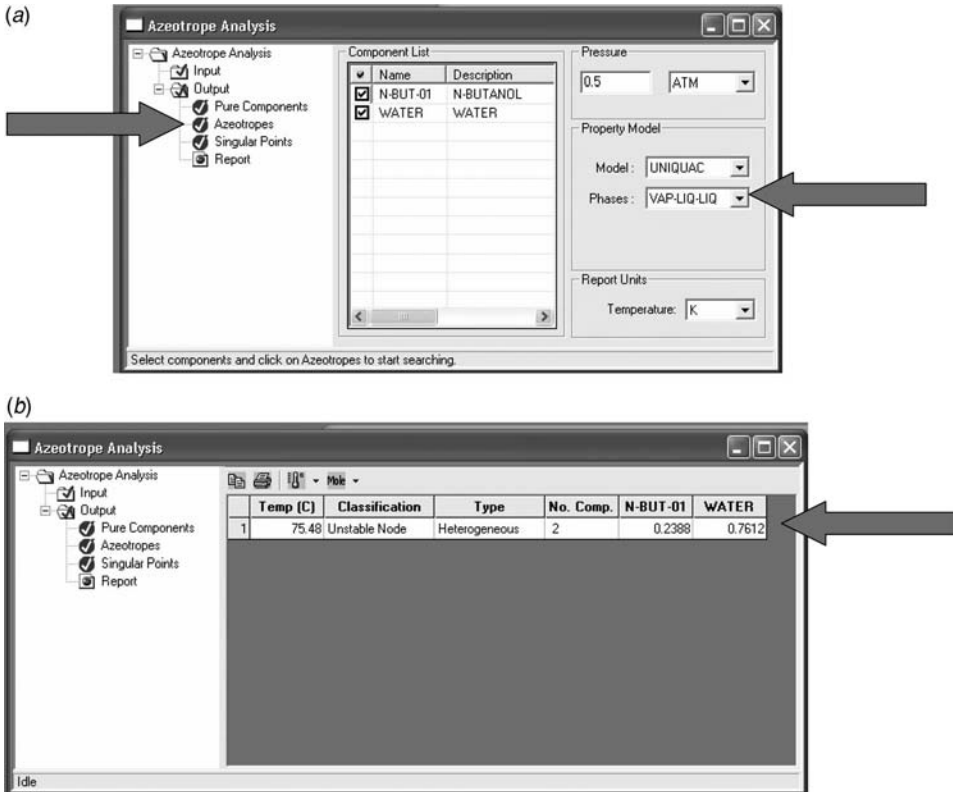 (a)
Azeotrope Analysis
Azeotrope Analysis
Input
Output
Pure Components
Azeotropes
Singular Points
Report
Component List
Name Description
N-BUT-01 N-BUTANOL
WATER WATER
Pressure
0.5 ATM
Property Model
Model : UNIQUAC
Phases : VAP-LIQ-LIQ
Report Units
Temperature: K
Select components and click on Azeotropes to start searching.
(b)
Azeotrope Analysis
Azeotrope Analysis
Input
Output
Pure Components
Azeotropes
Singular Points
Report
Mole
Temp (C) Classification Type No. Comp. N-BUT-01 WATER
1 75.48 Unstable Node Heterogeneous 2 0.2388 0.7612
Idle